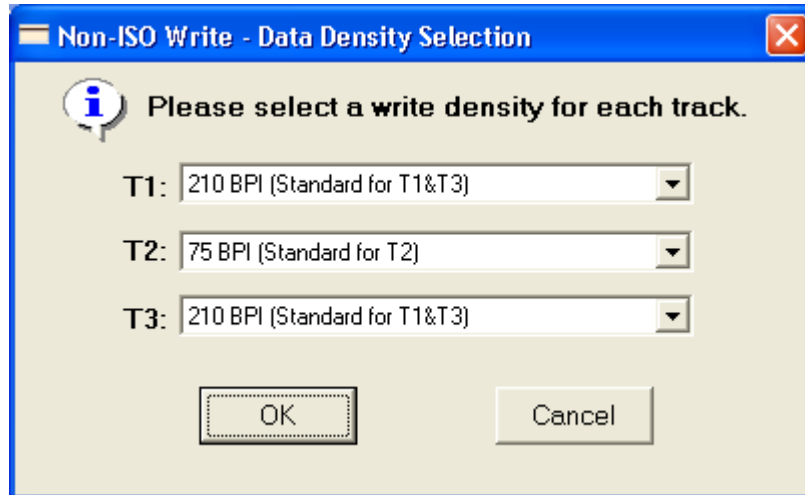 Non-ISO Write - Data Density Selection
Please select a write density for each track.
T1: 210 BPI (Standard for T1&T3)
T2: 75 BPI (Standard for T2)
T3: 210 BPI (Standard for T1&T3)
OK Cancel